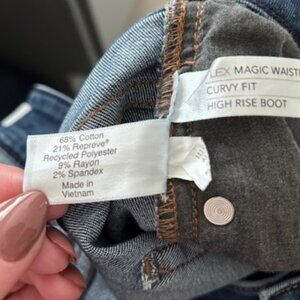 LEX MAGIC WAIST
CURVY FIT
HIGH RISE BOOT
68% Cotton
21% Repreve®
Recycled Polyester
9% Rayon
2% Spandex
Made in
Vietnam